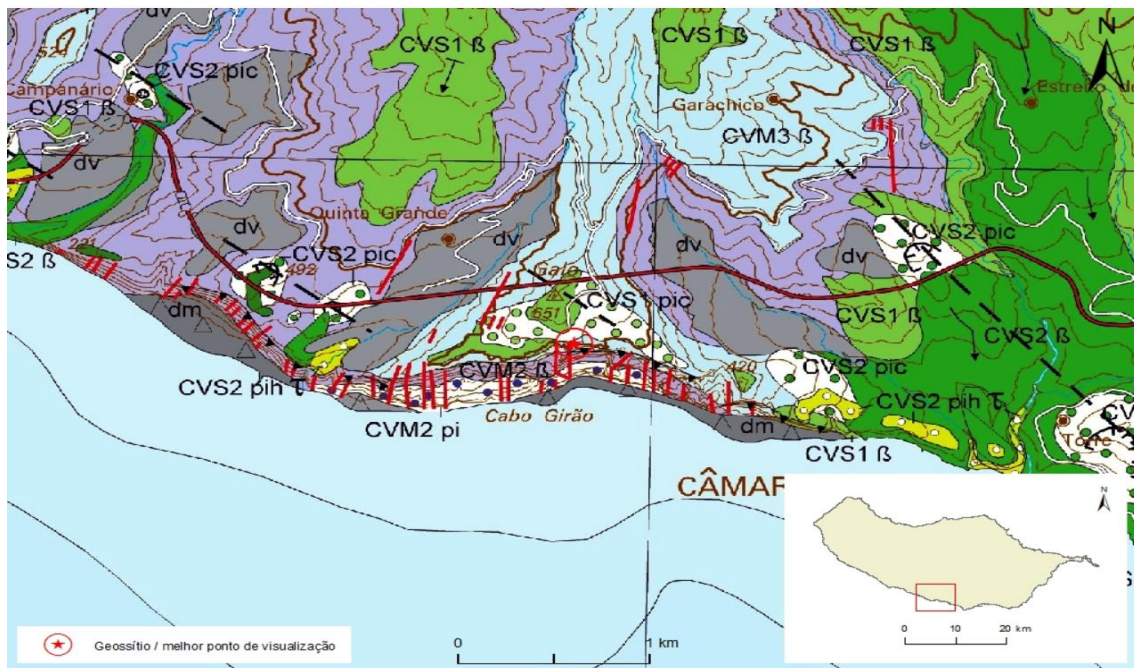 CVS1 ß
CVS1 ß
CVS1 ß
N
CVS2 pic
Campanário
CVS1 ß
Garachico
Estreito de
CVM3 ß
dv
dv
Quinta Grande
CVS2 pic
dv
dv
CVS2 pic
S2 ß
492
Galo
CVS1 pic
651
CVS1 ß
CVS2 ß
dm
CVM2 ß
CVS2 pic
420
CVS2 pih τ
CVS2 pih τ
Cabo Girão
Torre
CVM2 pi
dm
CVS1 ß
CÂMAR
N
0 10 20 km
Geossítio / melhor ponto de visualização
0 1 km